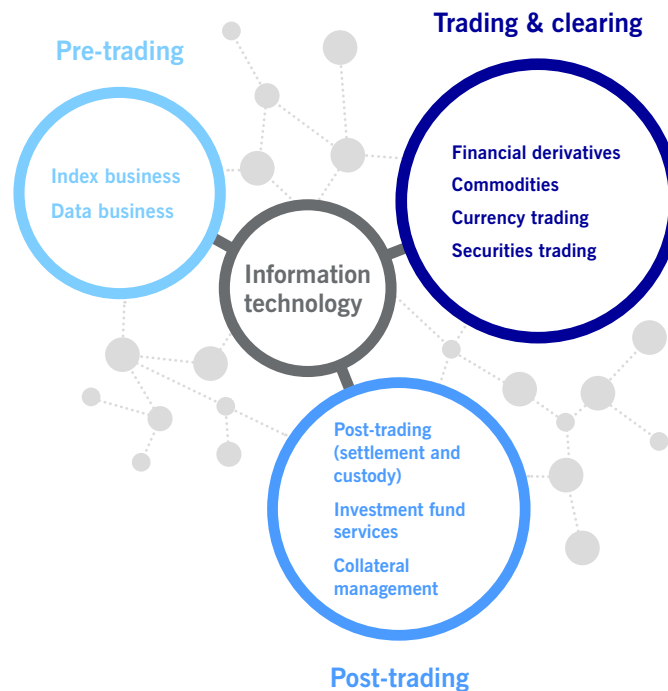 Trading & clearing
Pre-trading
Financial derivatives
Commodities
Currency trading
Securities trading
Index business
Data business
Information
technology
Post-trading
(settlement and
custody)
Investment fund
services
Collateral
management
Post-trading